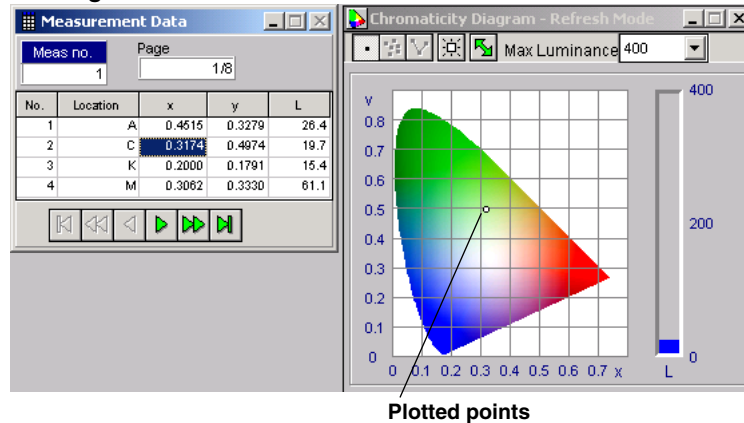 Measurement Data
Meas no.
1
Page
1/8
No. Location x y L
1 A 0.4515 0.3279 26.4
2 C 0.3174 0.4974 19.7
3 K 0.2000 0.1791 15.4
4 M 0.3062 0.3330 61.1
Chromaticity Diagram - Refresh Mode
Max Luminance 400
v
0.8
0.7
0.6
0.5
0.4
0.3
0.2
0.1
0
0 0.1 0.2 0.3 0.4 0.5 0.6 0.7 x
400
200
0
L
Plotted points